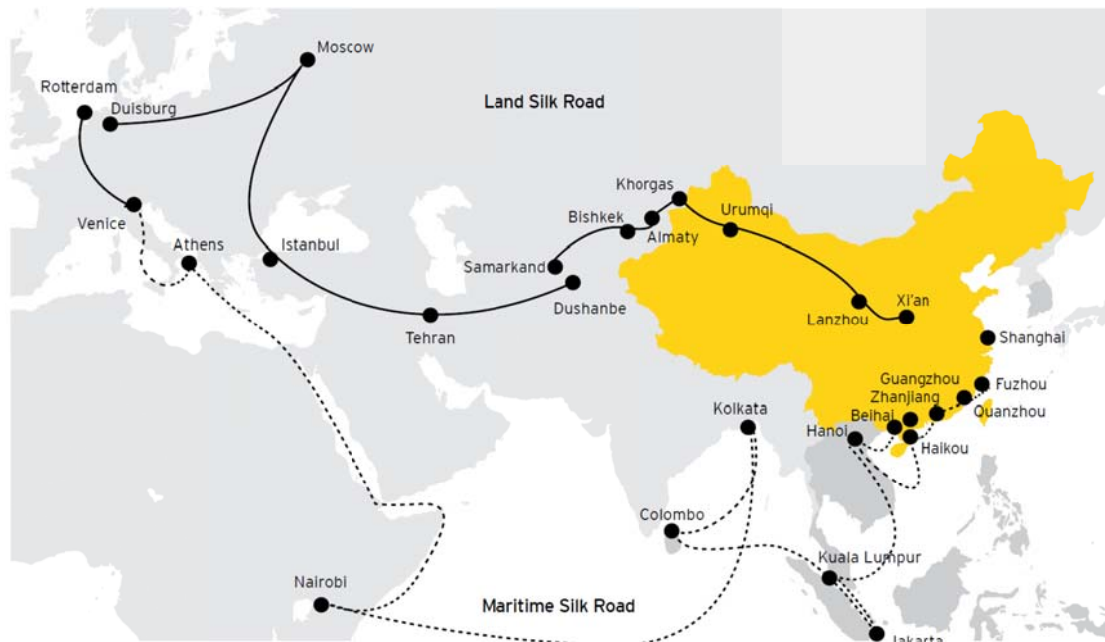 Moscow
Rotterdam
Duisburg
Land Silk Road
Khorgas
Urumqi
Bishkek
Almaty
Venice
Athens
Istanbul
Samarkand
Dushanbe
Tehran
Xi'an
Lanzhou
Shanghai
Guangzhou
Fuzhou
Zhanjiang
Quanzhou
Kolkata
Beihai
Hanoi
Haikou
Colombo
Kuala Lumpur
Nairobi
Maritime Silk Road
Jakarta